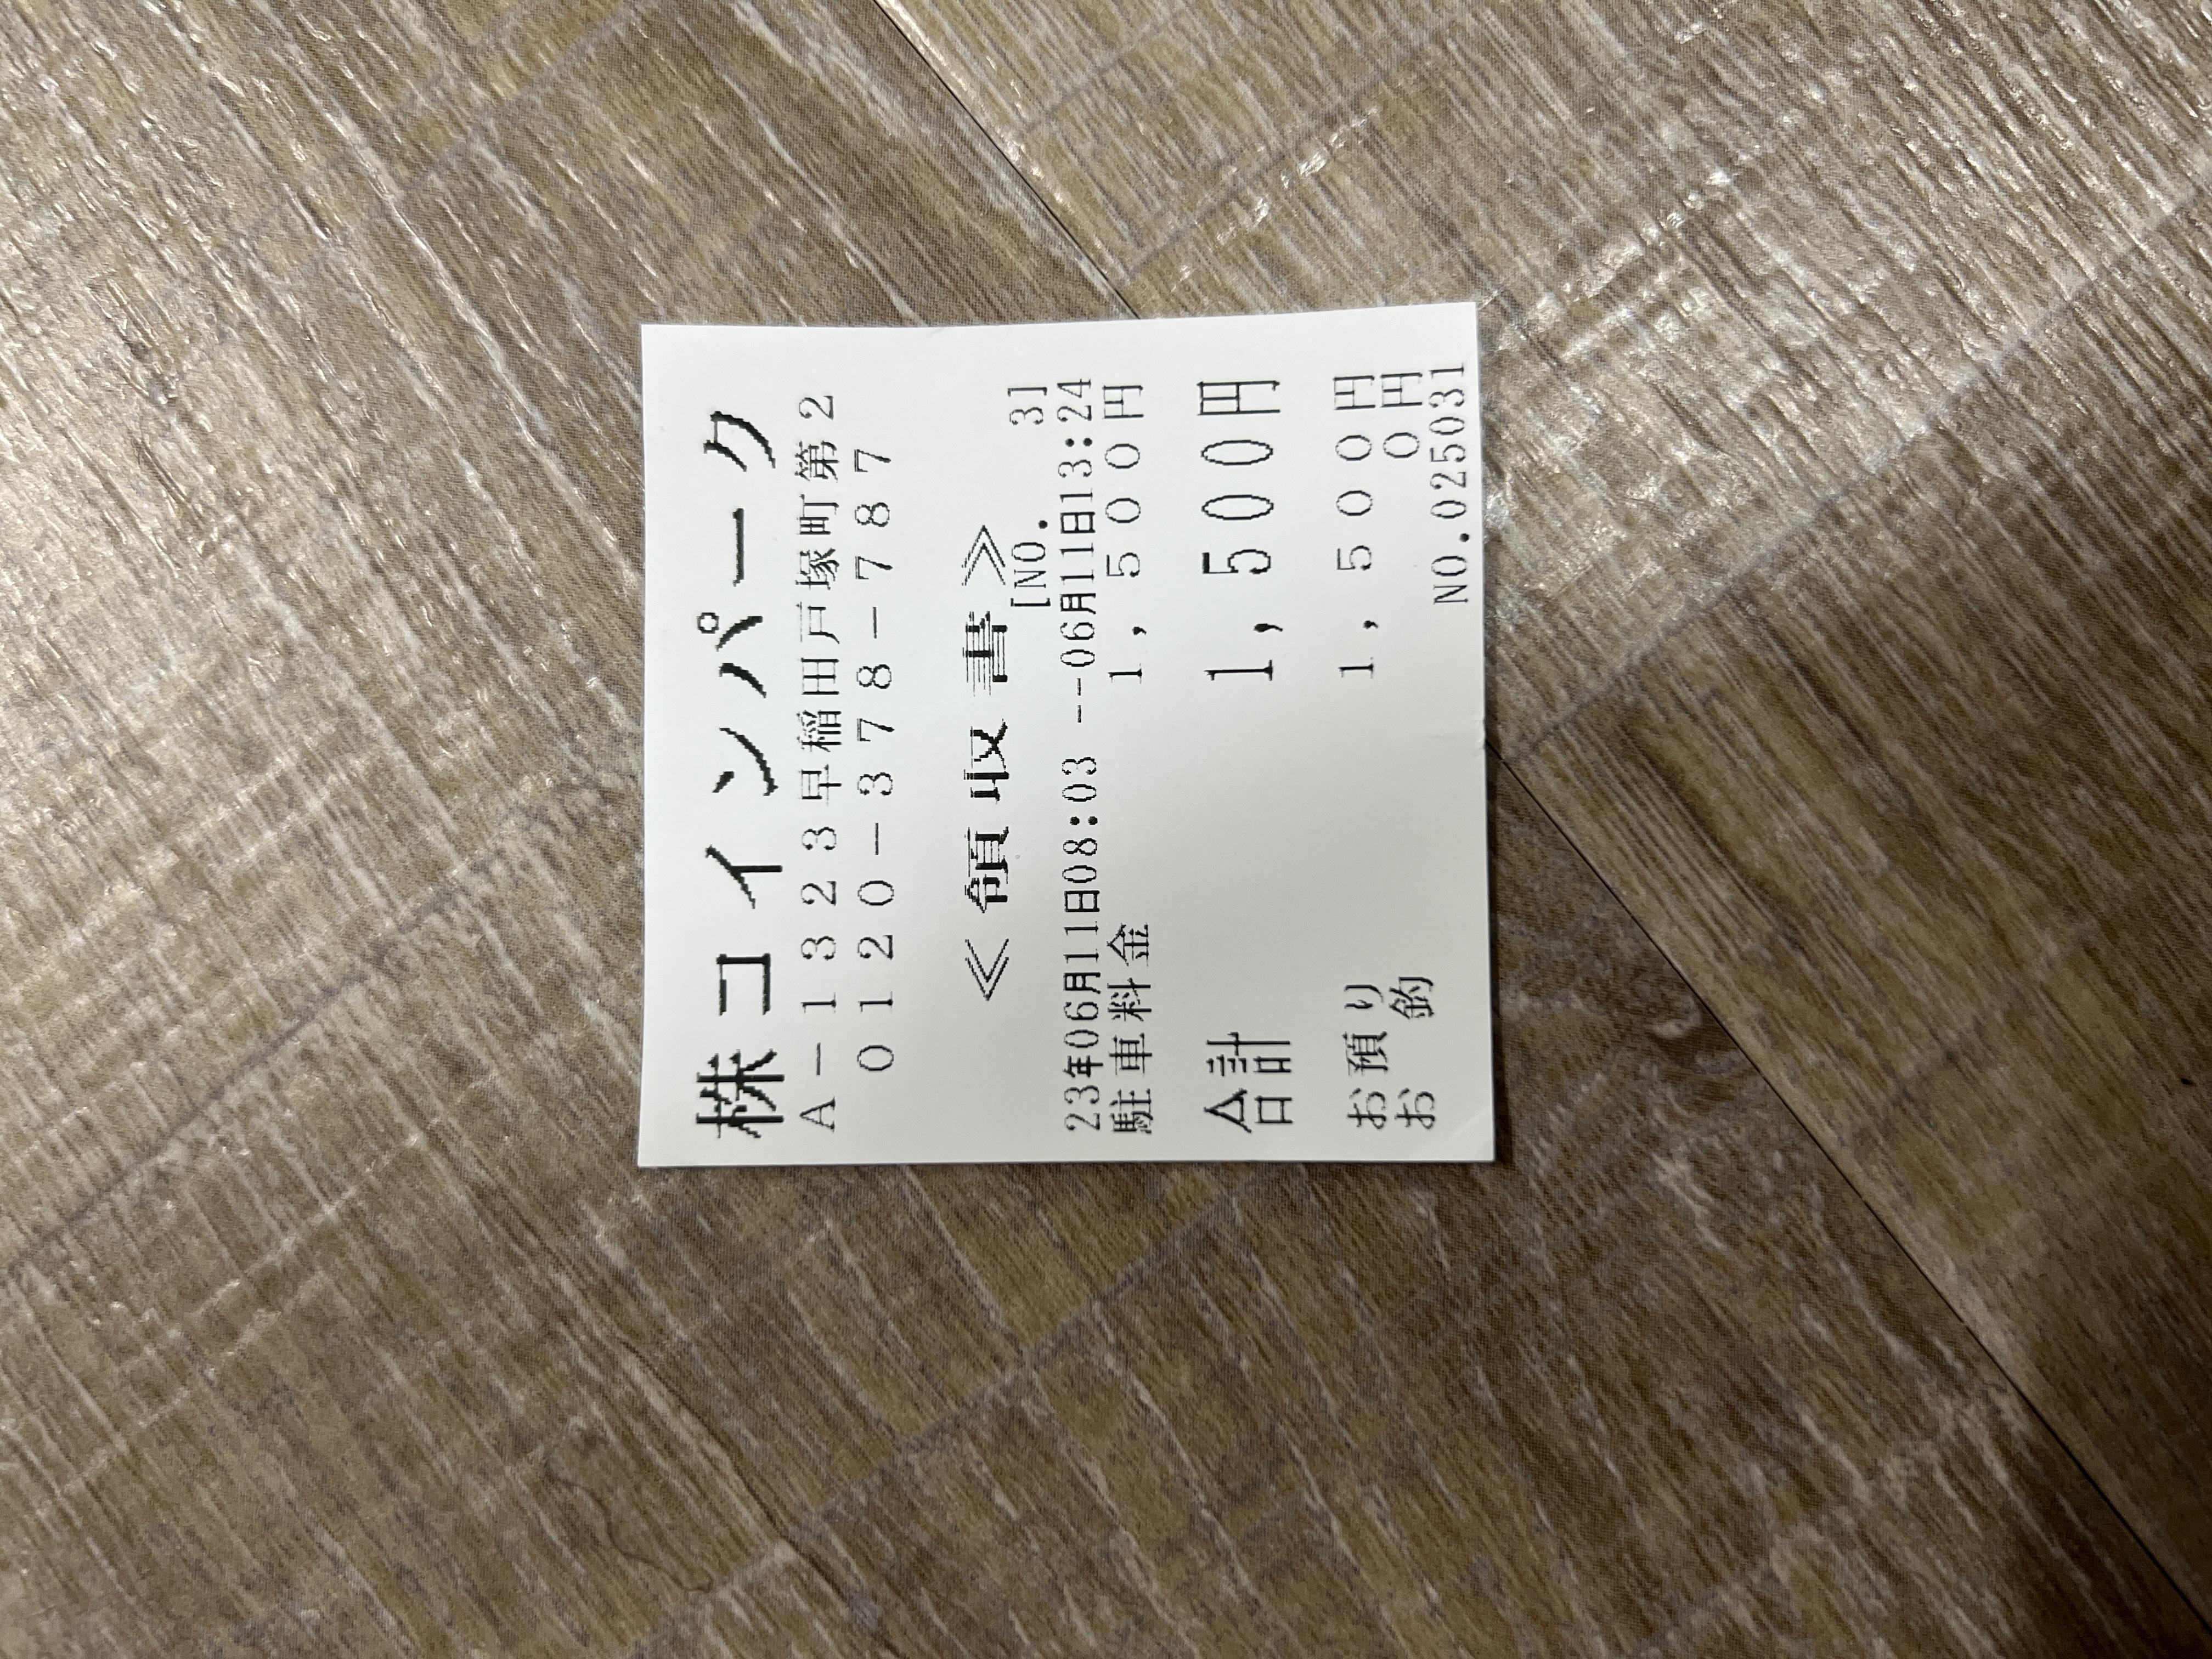 株コインパーク
A-1323早稲田戸塚町第2
0120-378-787
≪領収書≫
[NO. 3]
223年06月11日08:03 --06月11日13:24
駐車料金 1,500円
合計 1,500円
お預り 1,500円
お釣 0円
NO.025031